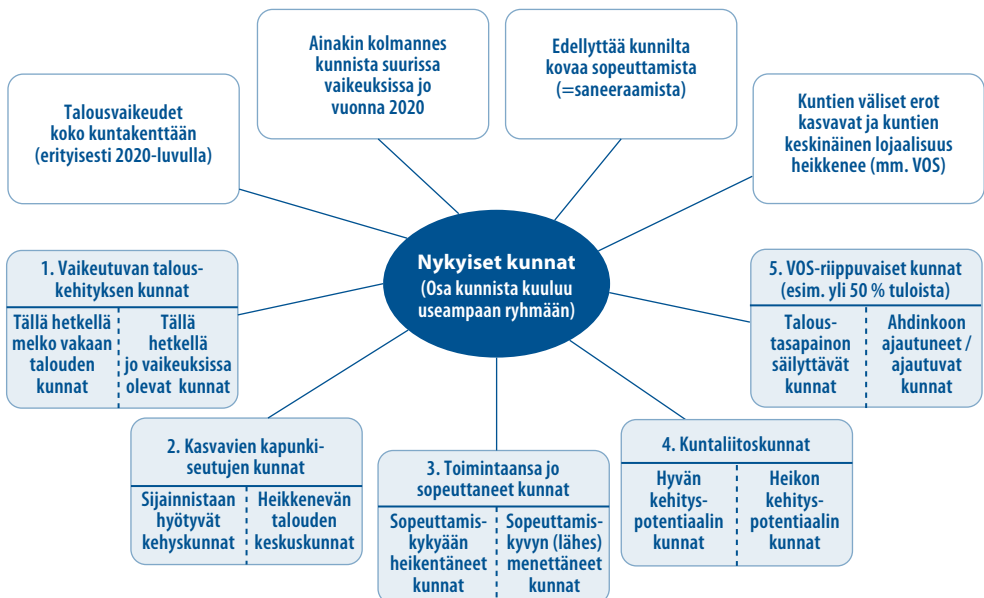 Talousvaikeudet
koko kuntakenttään
(erityisesti 2020-luvulla)
Ainakin kolmannes
kunnista suurissa
vaikeuksissa jo
vuonna 2020
Edellyttää kunnilta
kovaa sopeuttamista
(=saneeraamista)
Kuntien väliset erot
kasvavat ja kuntien
keskinäinen lojaalisuus
heikkenee (mm. VOS)
Nykyiset kunnat
(Osa kunnista kuuluu
useampaan ryhmään)
1. Vaikeutuvan talous-
kehityksen kunnat
Tällä hetkellä
melko vakaan
talouden
kunnat
Tällä
hetkellä
jo vaikeuksissa
olevat kunnat
2. Kasvavien kapunki-
seutujen kunnat
Sijainnistaan
hyötyvät
kehyskunnat
Heikkenevän
talouden
keskuskunnat
3. Toimintaansa jo
sopeuttaneet kunnat
Sopeuttamis-
kykyään
heikentäneet
kunnat
Sopeuttamis-
kyvyn (lähes)
menettäneet
kunnat
4. Kuntaliitoskunnat
Hyvän
kehitys-
potentiaalin
kunnat
Heikon
kehitys-
potentiaalin
kunnat
5. VOS-riippuvaiset kunnat
(esim. yli 50 % tuloista)
Talous-
tasapainon
säilyttävät
kunnat
Ahdinkoon
ajautuneet /
ajautuvat
kunnat